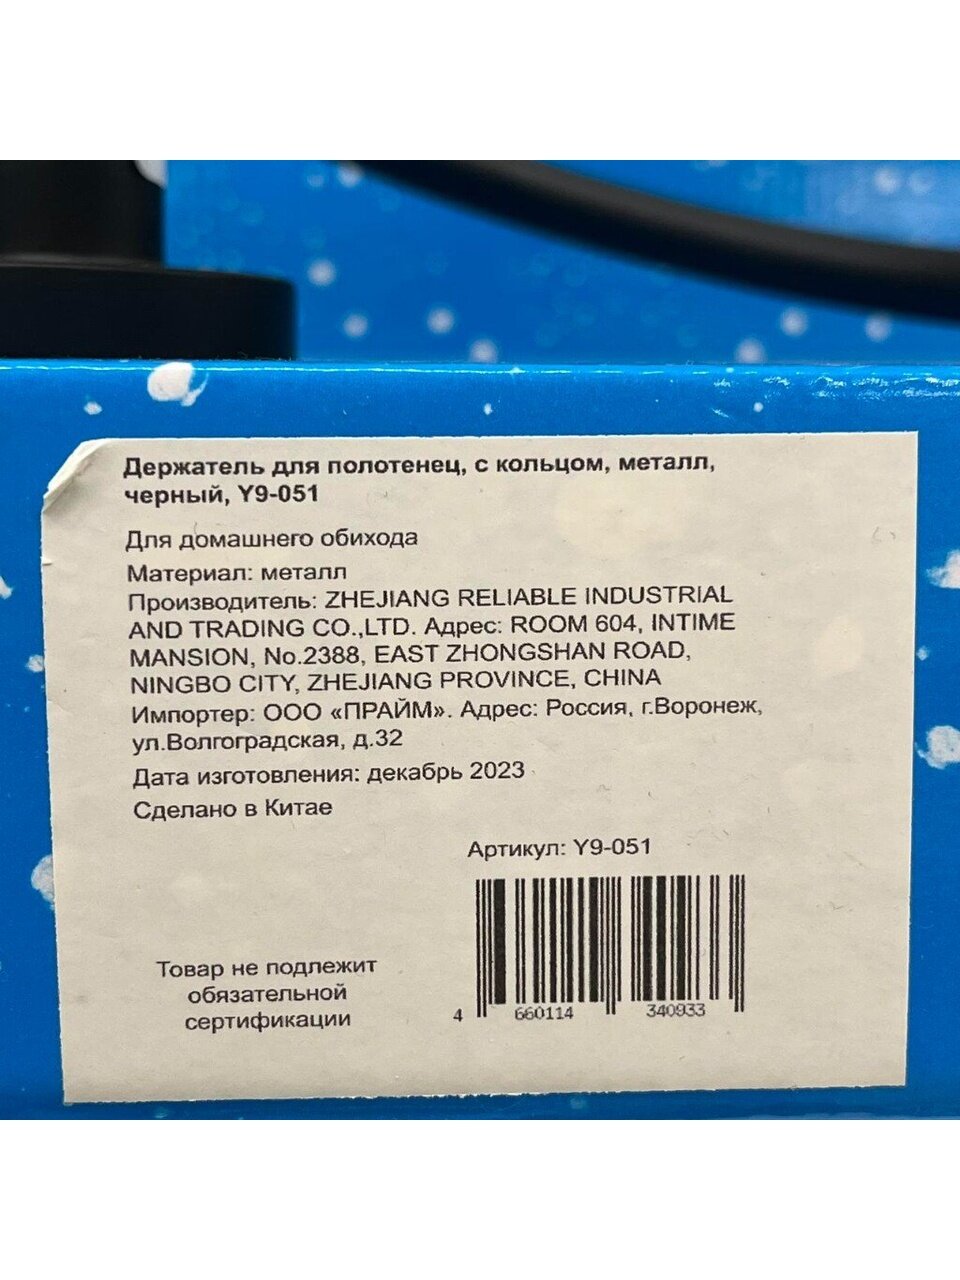 Держатель для полотенец, с кольцом, металл,
черный, Y9-051
Для домашнего обихода
Материал: металл
Производитель: ZHEJIANG RELIABLE INDUSTRIAL
AND TRADING CO.,LTD. Адрес: ROOM 604, INTIME
MANSION, No.2388, EAST ZHONGSHAN ROAD,
NINGBO CITY, ZHEJIANG PROVINCE, CHINA
Импортер: ООО «ПРАЙМ». Адрес: Россия, г.Воронеж,
ул.Волгоградская, д.32
Дата изготовления: декабрь 2023
Сделано в Китае
Артикул: Y9-051
Товар не подлежит
обязательной
сертификации
4 660114 340933